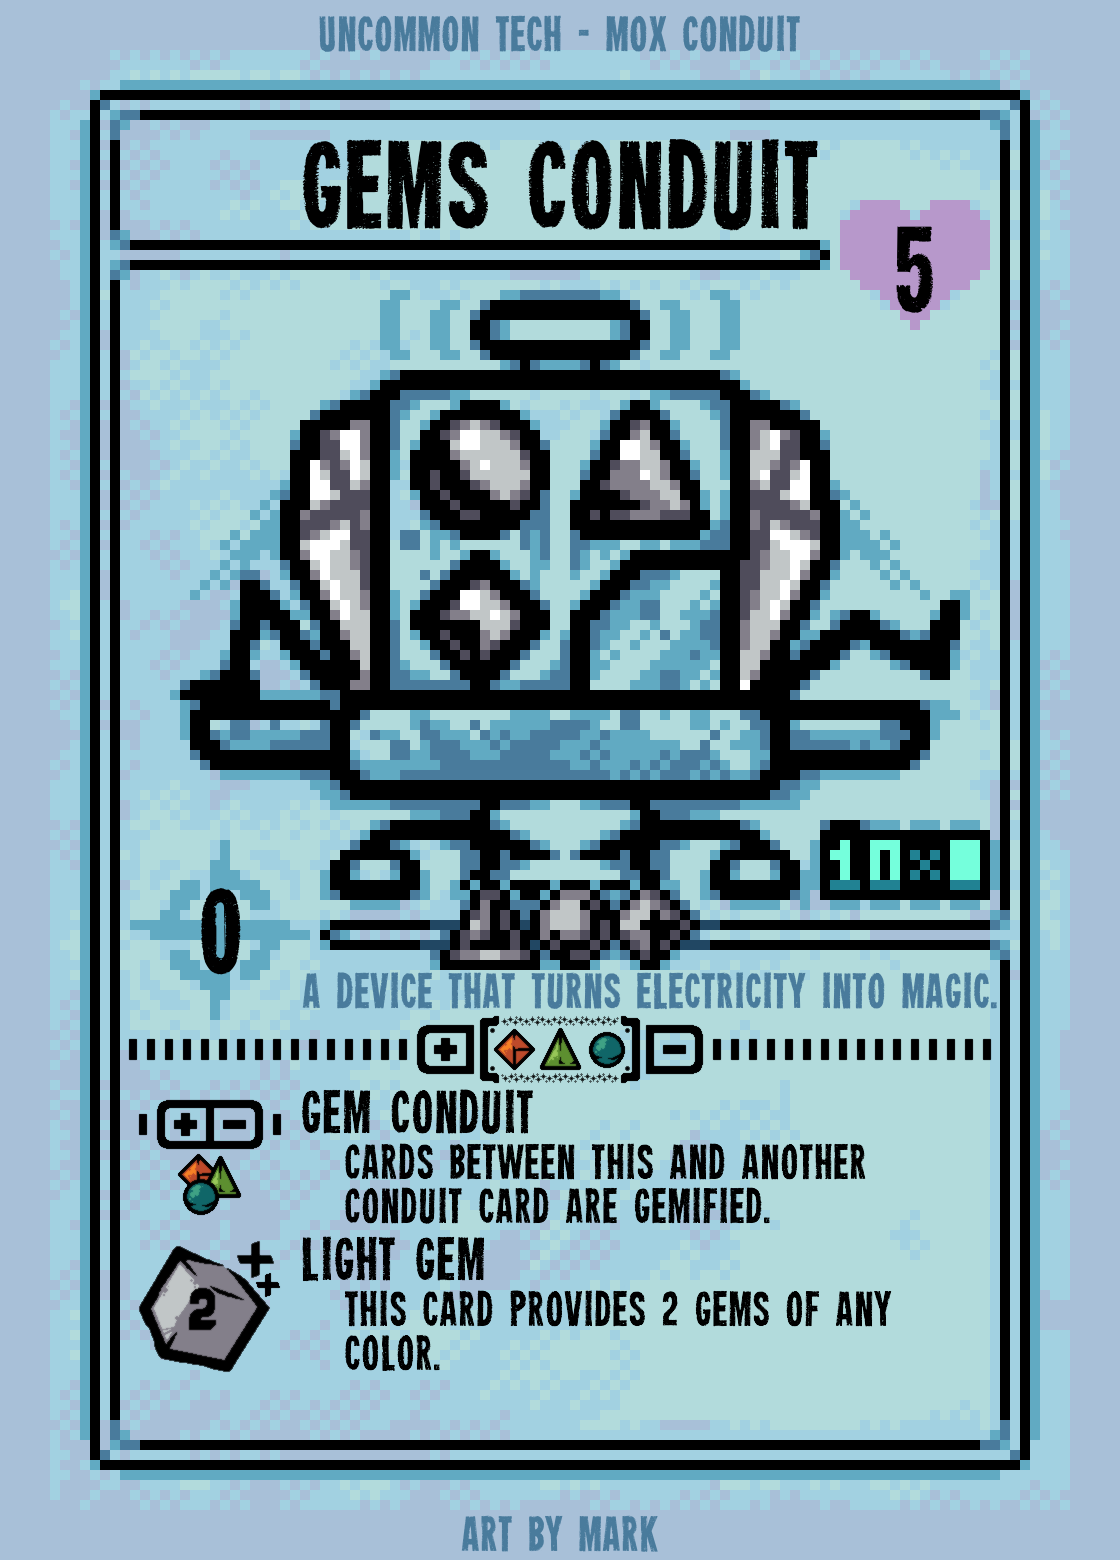 UNCOMMON TECH - MOX CONDUIT
GEMS CONDUIT
5
10×
0
A DEVICE THAT TURNS ELECTRICITY INTO MAGIC.
+ −
GEM CONDUIT
+ −
CARDS BETWEEN THIS AND ANOTHER
CONDUIT CARD ARE GEMIFIED.
LIGHT GEM
2
THIS CARD PROVIDES 2 GEMS OF ANY
COLOR.
ART BY MARK